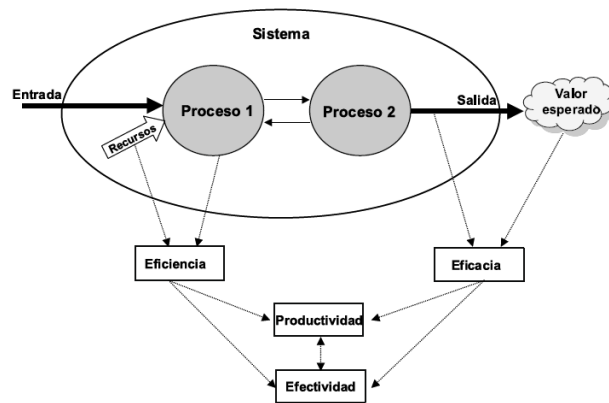 Sistema
Entrada
Proceso 1
Proceso 2
Salida
Valor
esperado
Recursos
Eficiencia
Eficacia
Productividad
Efectividad